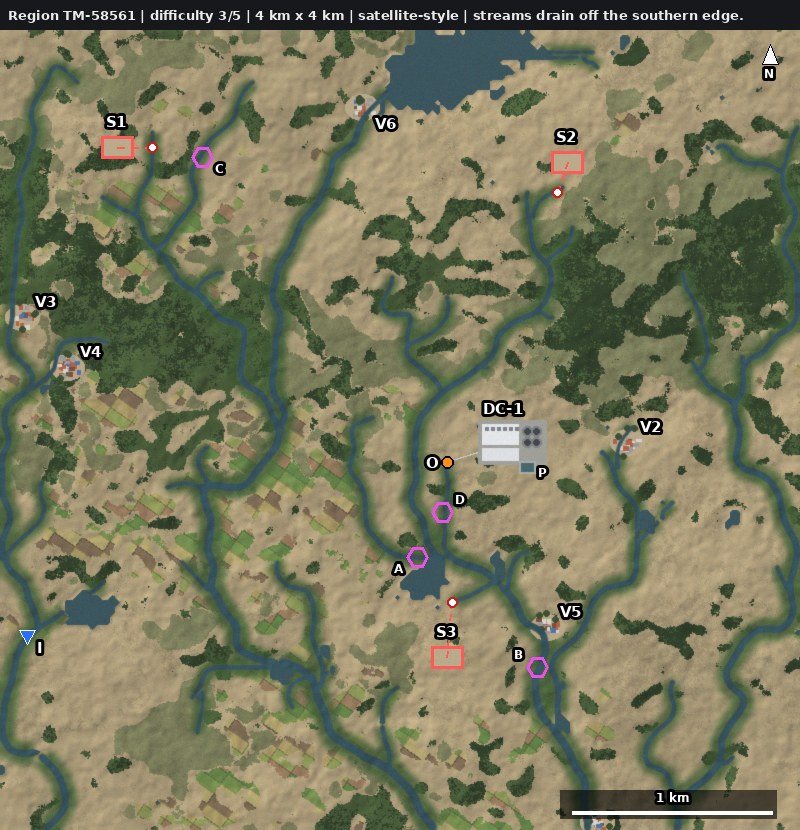 Region TM-58561 | difficulty 3/5 | 4 km x 4 km | satellite-style | streams drain off the southern edge.
N
S1
V6
S2
C
V3
V4
DC-1
V2
O
P
D
A
V5
S3
I
B
1 km